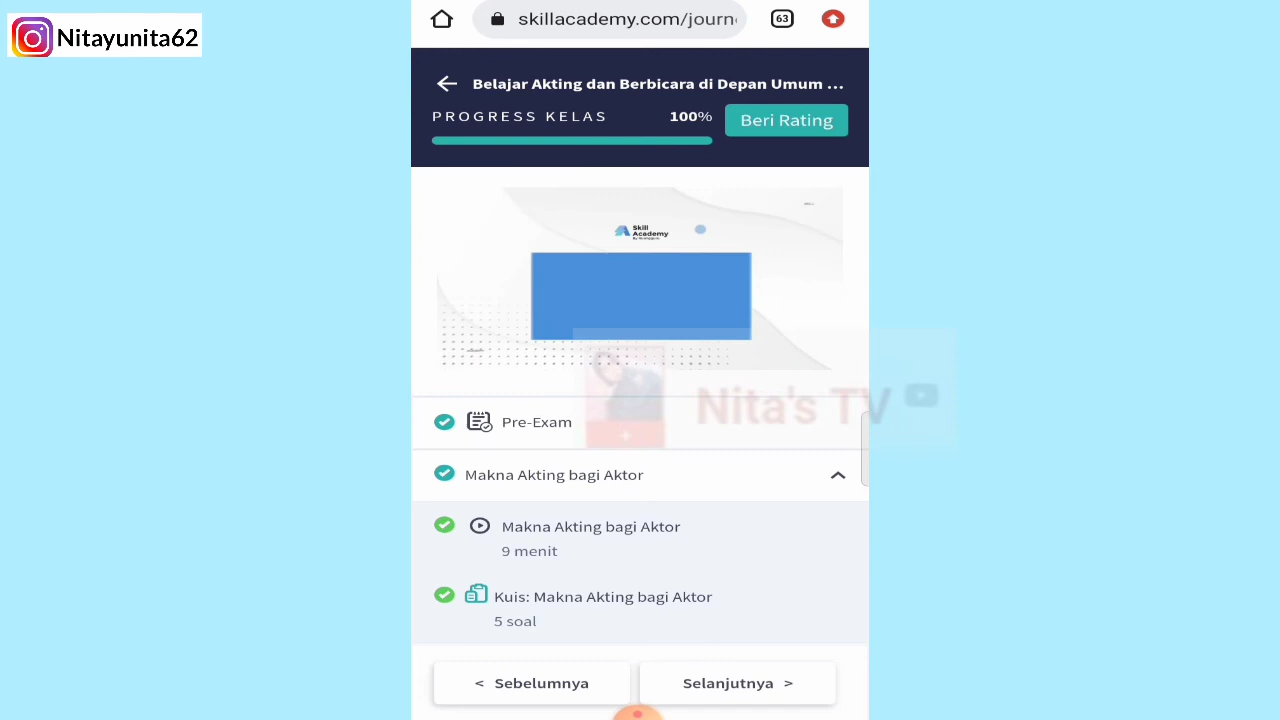 Nitayunita62
skillacademy.com/journ
63
Belajar Akting dan Berbicara di Depan Umum ...
PROGRESS KELAS 100%
Beri Rating
Skill
Academy
Nita's TV
Pre-Exam
Makna Akting bagi Aktor
Makna Akting bagi Aktor
9 menit
Kuis: Makna Akting bagi Aktor
5 soal
< Sebelumnya
Selanjutnya >